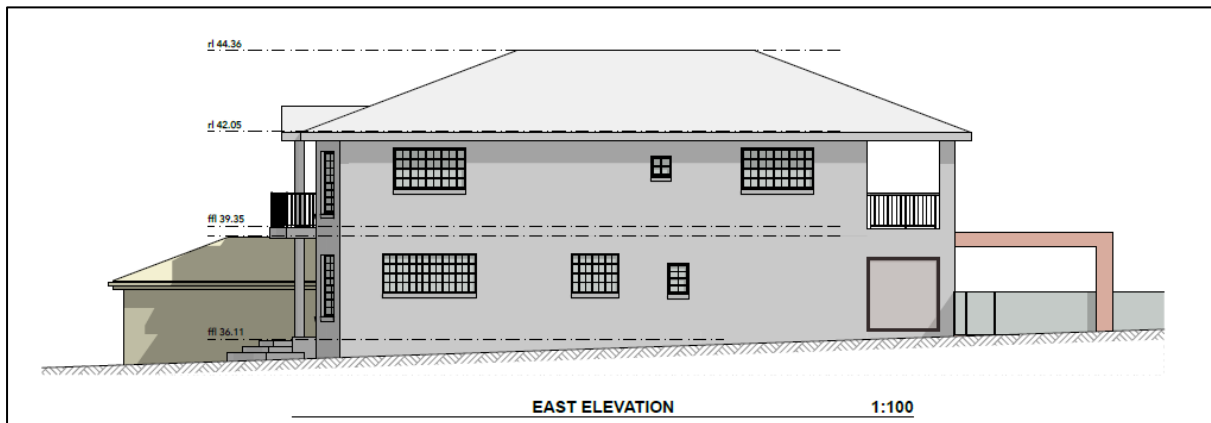 rl 44.36
rl 42.05
ffl 39.35
ffl 36.11
EAST ELEVATION 1:100